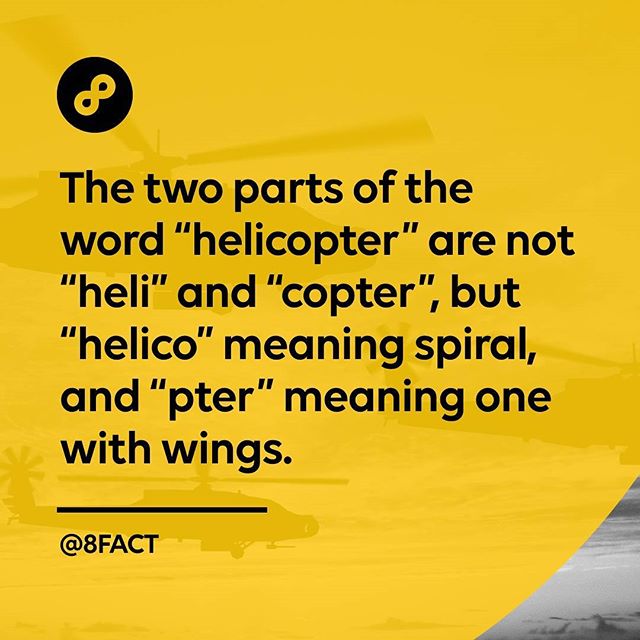 The two parts of the
word “helicopter” are not
“heli” and “copter”, but
“helico” meaning spiral,
and “pter” meaning one
with wings.
@8FACT